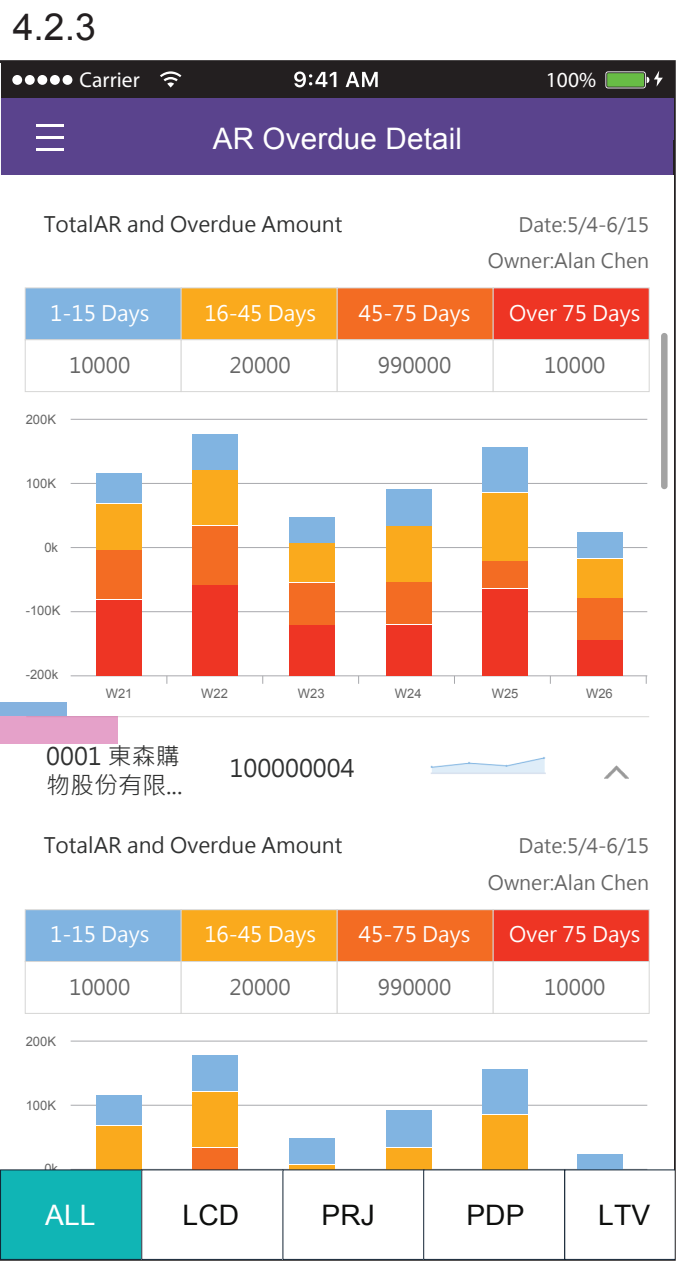 4.2.3
Carrier 9:41 AM 100%
AR Overdue Detail
TotalAR and Overdue Amount Date:5/4-6/15
Owner:Alan Chen
1-15 Days 16-45 Days 45-75 Days Over 75 Days
10000 20000 990000 10000
200K
100K
0k
-100K
-200k
W21 W22 W23 W24 W25 W26
0001 東森購
物股份有限...
100000004
TotalAR and Overdue Amount Date:5/4-6/15
Owner:Alan Chen
1-15 Days 16-45 Days 45-75 Days Over 75 Days
10000 20000 990000 10000
200K
100K
0k
ALL LCD PRJ PDP LTV